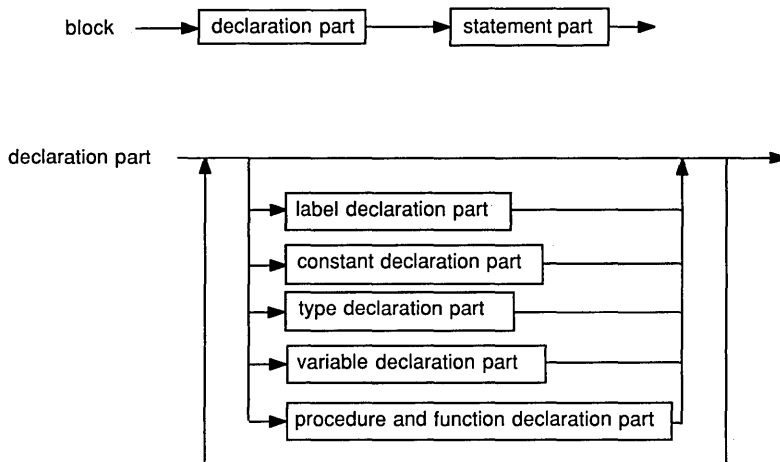 block declaration part statement part
declaration part
label declaration part
constant declaration part
type declaration part
variable declaration part
procedure and function declaration part